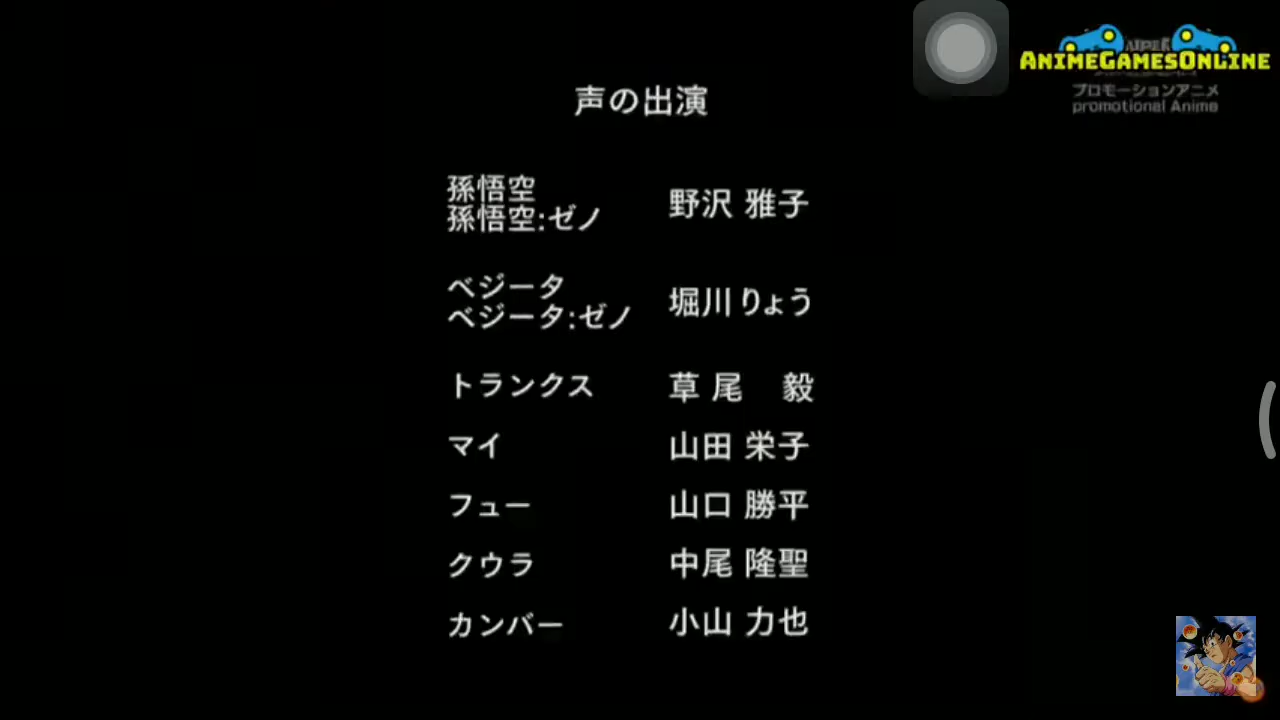 声の出演
孫悟空
孫悟空:ゼノ
野沢 雅子
ベジータ
ベジータ:ゼノ
堀川りょう
トランクス 草尾 毅
マイ 山田 栄子
フュー 山口 勝平
クウラ 中尾 隆聖
カンバー 小山 力也
ANIMEGAMESONLINE
プロモーションアニメ
promotional Anime